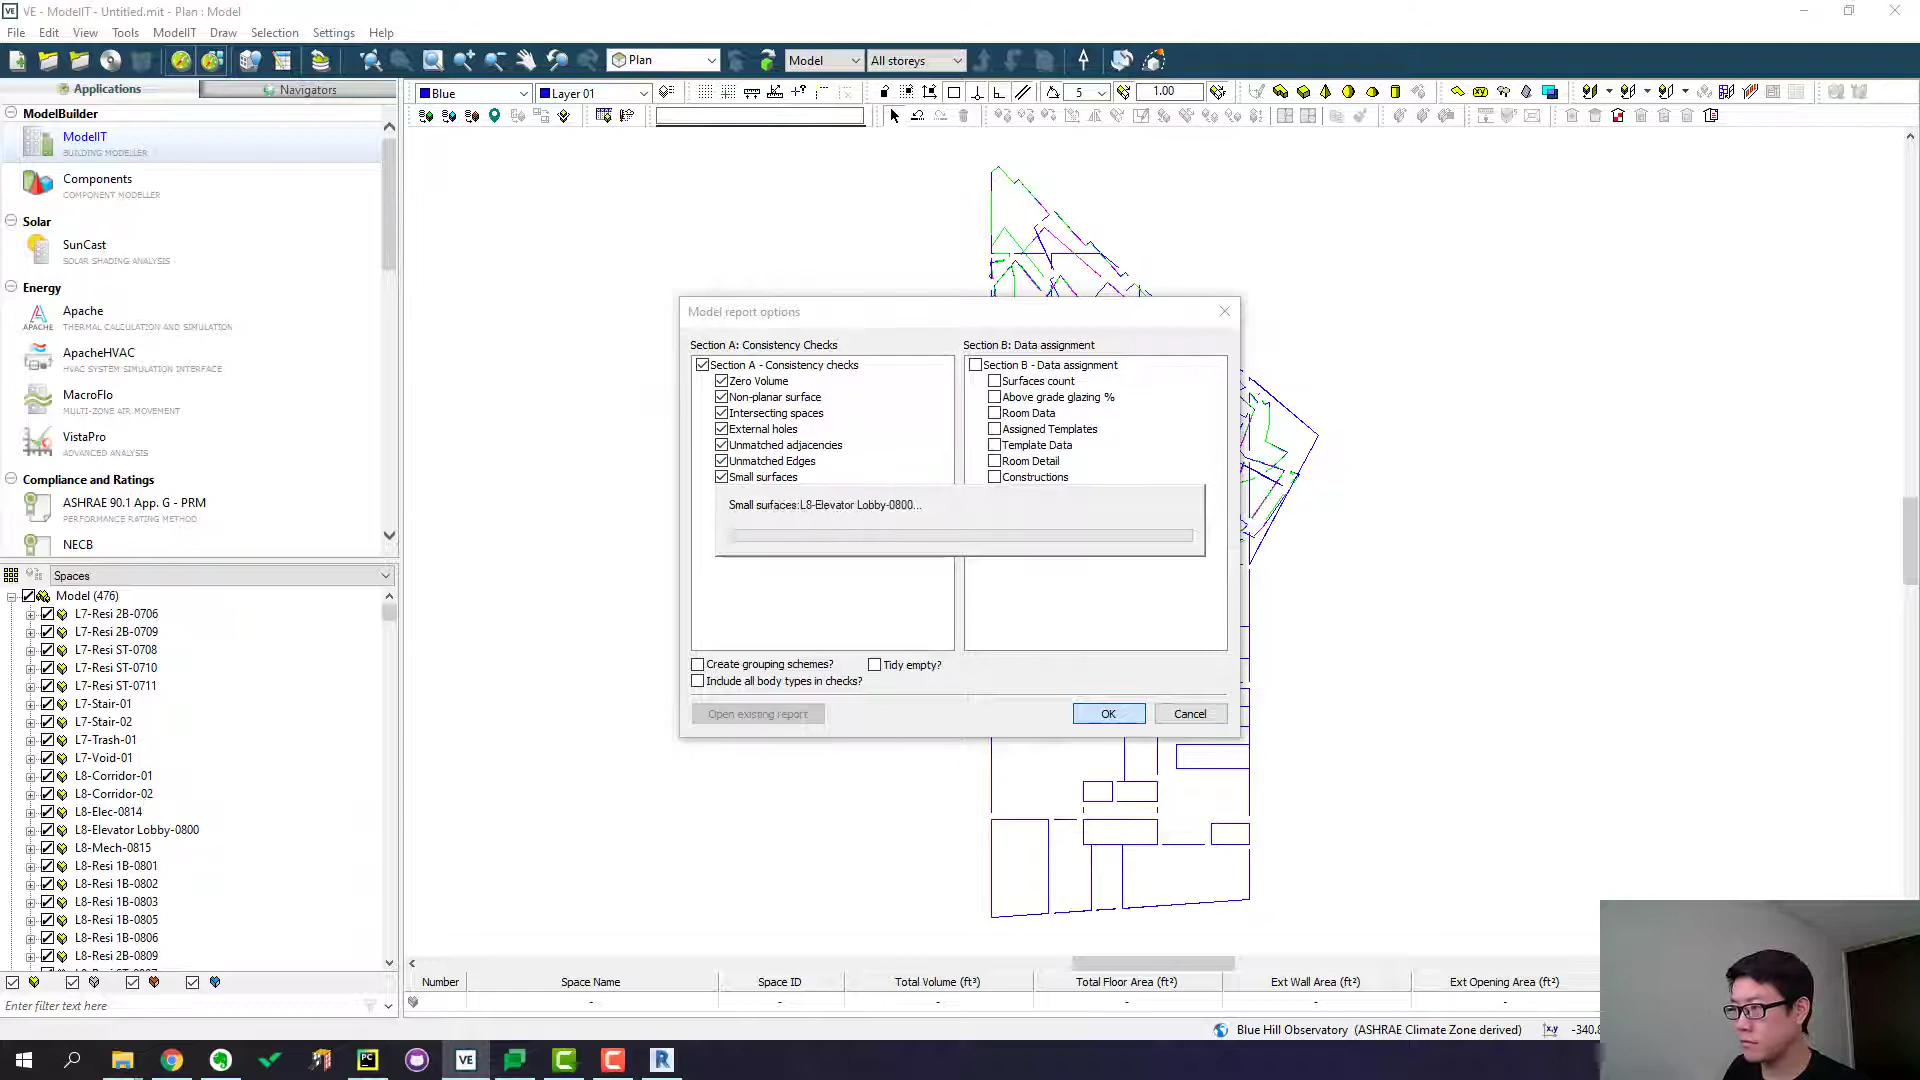 VE - ModelIT - Untitled.mit - Plan : Model
File Edit View Tools ModelIT Draw Selection Settings Help
Plan Model All storeys
Applications Navigators
Blue Layer 01 5 1.00
ModelBuilder
ModelIT
BUILDING MODELLER
Components
COMPONENT MODELLER
Solar
SunCast
SOLAR SHADING ANALYSIS
Energy
Apache
THERMAL CALCULATION AND SIMULATION
APACHE
ApacheHVAC
HVAC SYSTEM SIMULATION INTERFACE
MacroFlo
MULTI-ZONE AIR MOVEMENT
VistaPro
ADVANCED ANALYSIS
Compliance and Ratings
ASHRAE 90.1 App. G - PRM
PERFORMANCE RATING METHOD
NECB
Spaces
Model (476)
L7-Resi 2B-0706
L7-Resi 2B-0709
L7-Resi ST-0708
L7-Resi ST-0710
L7-Resi ST-0711
L7-Stair-01
L7-Stair-02
L7-Trash-01
L7-Void-01
L8-Corridor-01
L8-Corridor-02
L8-Elec-0814
L8-Elevator Lobby-0800
L8-Mech-0815
L8-Resi 1B-0801
L8-Resi 1B-0802
L8-Resi 1B-0803
L8-Resi 1B-0805
L8-Resi 1B-0806
L8-Resi 2B-0809
Enter filter text here
Model report options
Section A: Consistency Checks
Section A - Consistency checks
Zero Volume
Non-planar surface
Intersecting spaces
External holes
Unmatched adjacencies
Unmatched Edges
Small surfaces
Section B: Data assignment
Section B - Data assignment
Surfaces count
Above grade glazing %
Room Data
Assigned Templates
Template Data
Room Detail
Constructions
Small surfaces:L8-Elevator Lobby-0800...
Create grouping schemes? Tidy empty?
Include all body types in checks?
Open existing report OK Cancel
Number Space Name Space ID Total Volume (ft³) Total Floor Area (ft²) Ext Wall Area (ft²) Ext Opening Area (ft²)
- - - - - -
Blue Hill Observatory (ASHRAE Climate Zone derived) x,y -340.8
VE PC VE C C R